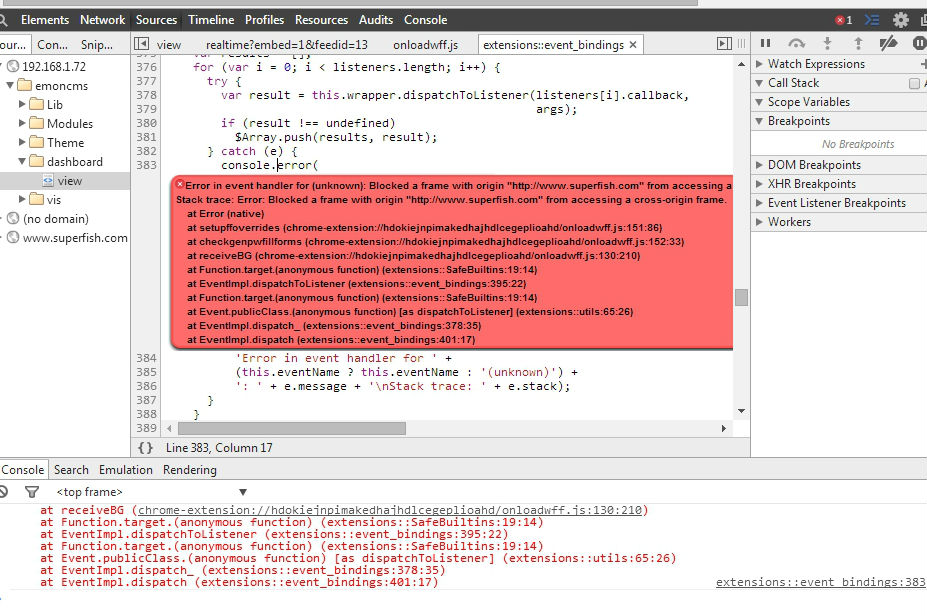 Elements Network Sources Timeline Profiles Resources Audits Console 1
our... Con... Snip... view realtime?embed=1&feedid=13 onloadwff.js extensions::event_bindings ×
192.168.1.72
emoncms
Lib
Modules
Theme
dashboard
view
vis
(no domain)
www.superfish.com
376 for (var i = 0; i < listeners.length; i++) {
377 try {
378 var result = this.wrapper.dispatchToListener(listeners[i].callback,
379 args);
380 if (result !== undefined)
381 $Array.push(results, result);
382 } catch (e) {
383 console.error(
Error in event handler for (unknown): Blocked a frame with origin "http://www.superfish.com" from accessing a
Stack trace: Error: Blocked a frame with origin "http://www.superfish.com" from accessing a cross-origin frame.
at Error (native)
at setupffoverrides (chrome-extension://hdokiejnpimakedhajhdlcegeplioahd/onloadwff.js:151:86)
at checkgenpwfillforms (chrome-extension://hdokiejnpimakedhajhdlcegeplioahd/onloadwff.js:152:33)
at receiveBG (chrome-extension://hdokiejnpimakedhajhdlcegeplioahd/onloadwff.js:130:210)
at Function.target.(anonymous function) (extensions::SafeBuiltins:19:14)
at EventImpl.dispatchToListener (extensions::event_bindings:395:22)
at Function.target.(anonymous function) (extensions::SafeBuiltins:19:14)
at Event.publicClass.(anonymous function) [as dispatchToListener] (extensions::utils:65:26)
at EventImpl.dispatch_ (extensions::event_bindings:378:35)
at EventImpl.dispatch (extensions::event_bindings:401:17)
384 'Error in event handler for ' +
385 (this.eventName ? this.eventName : '(unknown)') +
386 ': ' + e.message + '\nStack trace: ' + e.stack);
387 }
388 }
389
{} Line 383, Column 17
Watch Expressions
Call Stack
Scope Variables
Breakpoints
No Breakpoints
DOM Breakpoints
XHR Breakpoints
Event Listener Breakpoints
Workers
Console Search Emulation Rendering
<top frame>
at receiveBG (chrome-extension://hdokiejnpimakedhajhdlcegeplioahd/onloadwff.js:130:210)
at Function.target.(anonymous function) (extensions::SafeBuiltins:19:14)
at EventImpl.dispatchToListener (extensions::event_bindings:395:22)
at Function.target.(anonymous function) (extensions::SafeBuiltins:19:14)
at Event.publicClass.(anonymous function) [as dispatchToListener] (extensions::utils:65:26)
at EventImpl.dispatch_ (extensions::event_bindings:378:35)
at EventImpl.dispatch (extensions::event_bindings:401:17) extensions::event_bindings:383